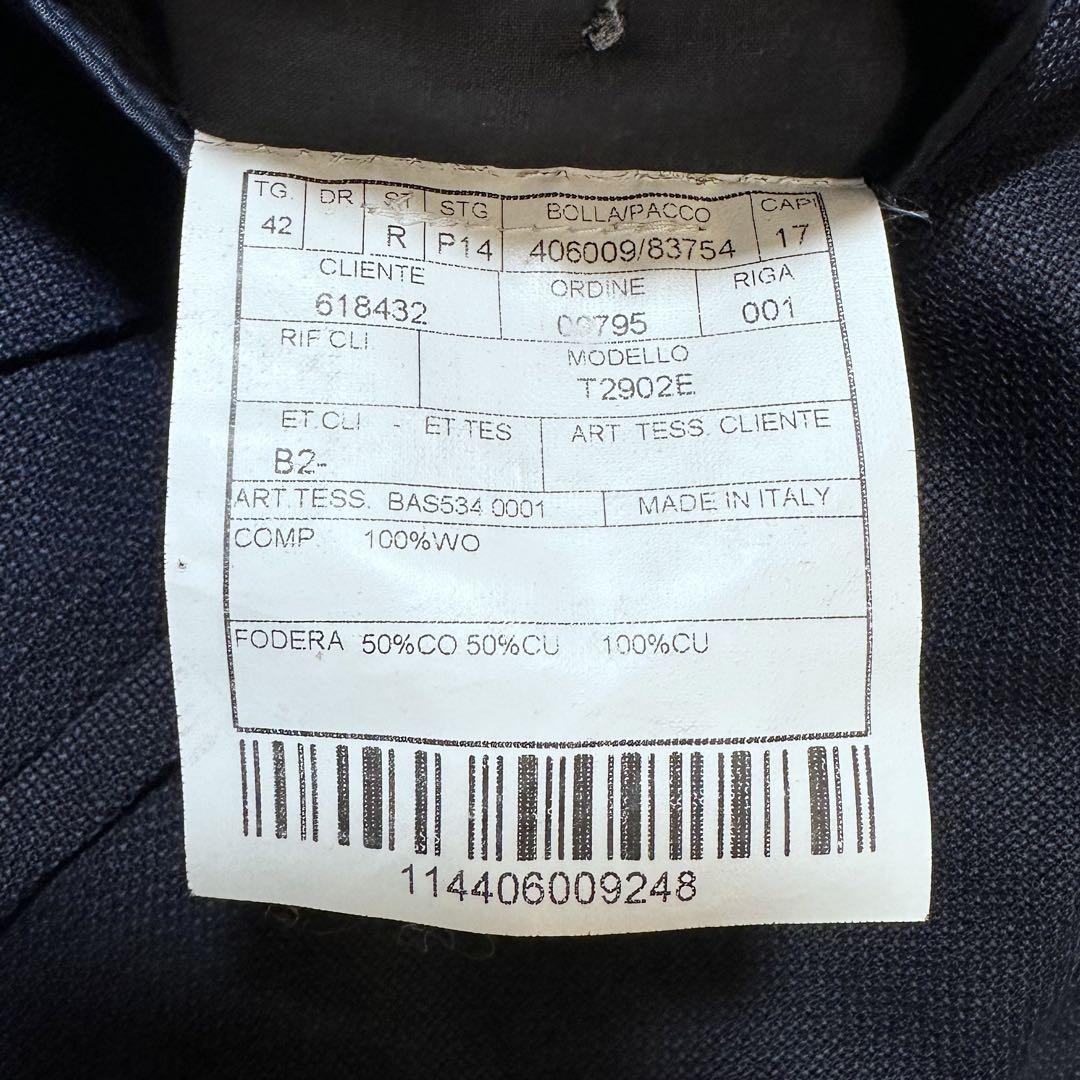 TG. DR ST STG BOLLA/PACCO CAPI
42 R P14 406009/83754 17
CLIENTE ORDINE RIGA
618432 00795 001
RIF.CLI. MODELLO
T2902E
ET.CLI - ET.TES ART. TESS. CLIENTE
B2-
ART.TESS. BAS534 0001 MADE IN ITALY
COMP. 100%WO
FODERA 50%CO 50%CU 100%CU
114406009248